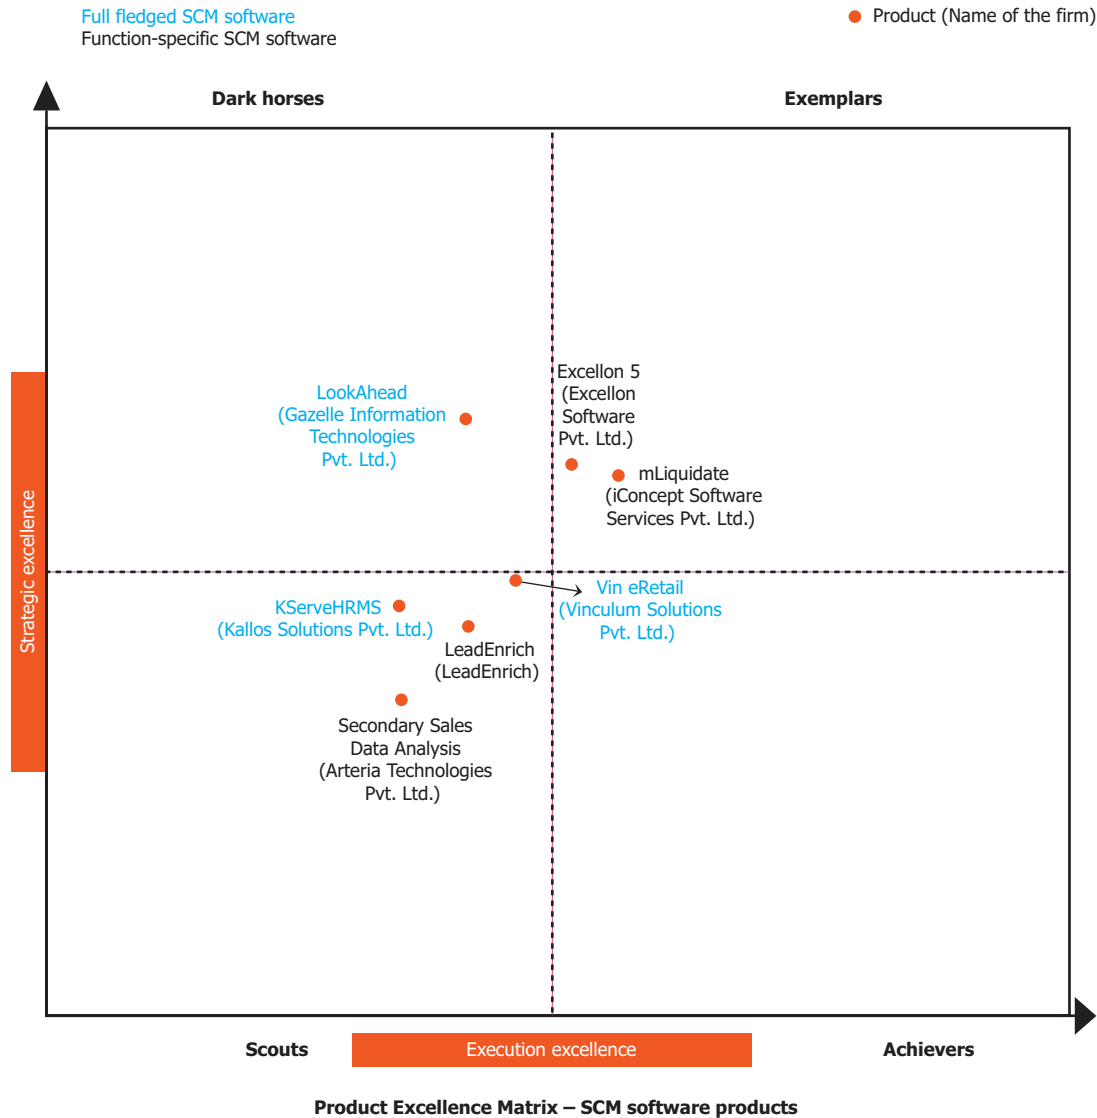 Full fledged SCM software
Function-specific SCM software
Product (Name of the firm)
Dark horses
Exemplars
Excellon 5
(Excellon
Software
Pvt. Ltd.)
LookAhead
(Gazelle Information
Technologies
Pvt. Ltd.)
mLiquidate
(iConcept Software
Services Pvt. Ltd.)
Strategic excellence
Vin eRetail
(Vinculum Solutions
Pvt. Ltd.)
KServeHRMS
(Kallos Solutions Pvt. Ltd.)
LeadEnrich
(LeadEnrich)
Secondary Sales
Data Analysis
(Arteria Technologies
Pvt. Ltd.)
Scouts
Execution excellence
Achievers
Product Excellence Matrix – SCM software products